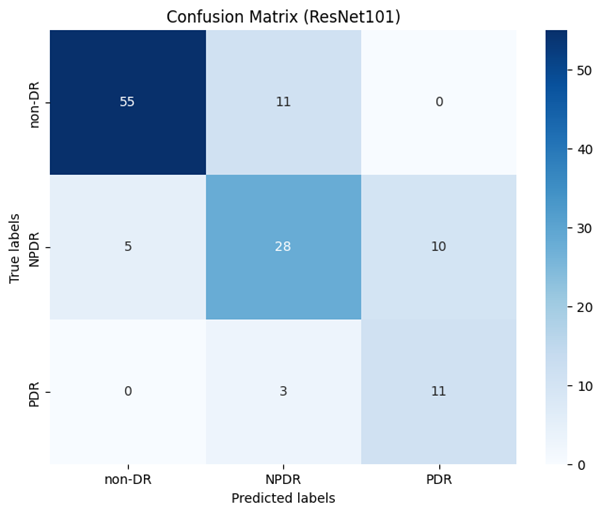 Confusion Matrix (ResNet101)
True labels
non-DR
NPDR
PDR
55 11 0
5 28 10
0 3 11
non-DR NPDR PDR
Predicted labels
50
40
30
20
10
0